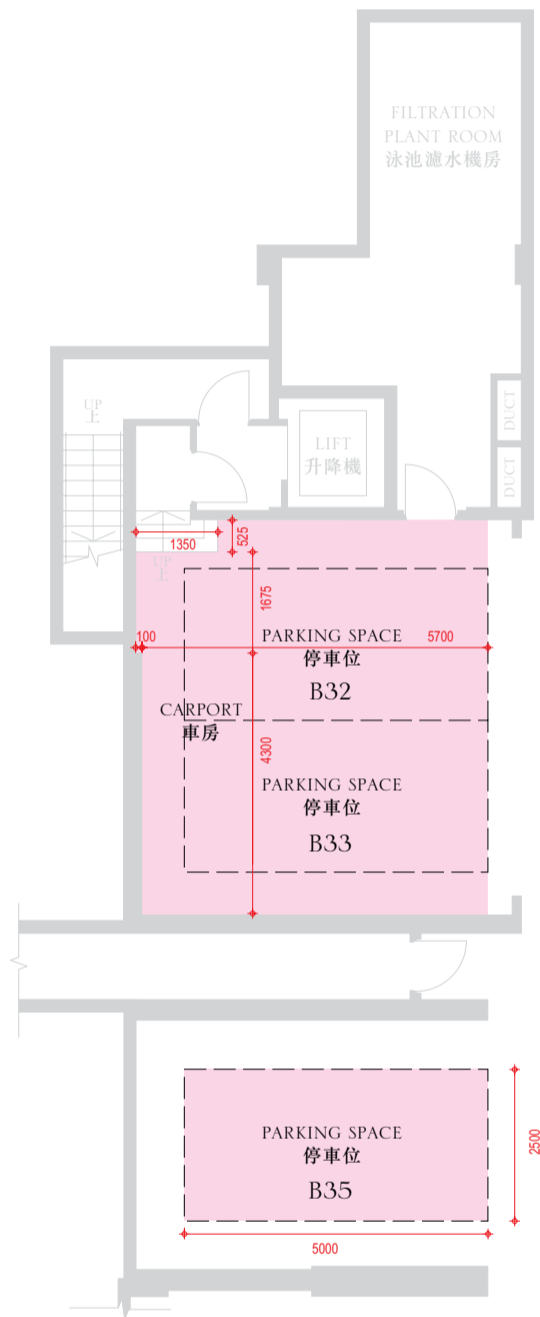 FILTRATION
PLANT ROOM
泳池濾水機房
UP
上
LIFT
升降機
DUCT
DUCT
1350
525
UP
上
1675
100
PARKING SPACE
5700
停車位
B32
CARPORT
車房
4300
PARKING SPACE
停車位
B33
PARKING SPACE
停車位
B35
2500
5000